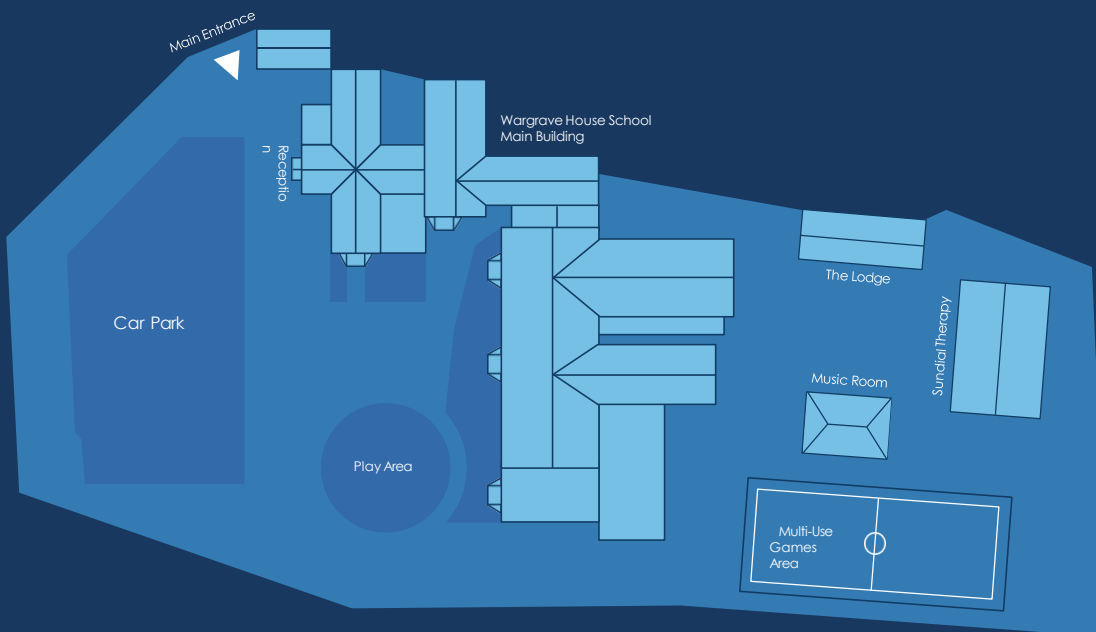 Main Entrance
Wargrave House School
Main Building
Receptio
n
The Lodge
Sundial Therapy
Car Park
Music Room
Play Area
Multi-Use
Games
Area